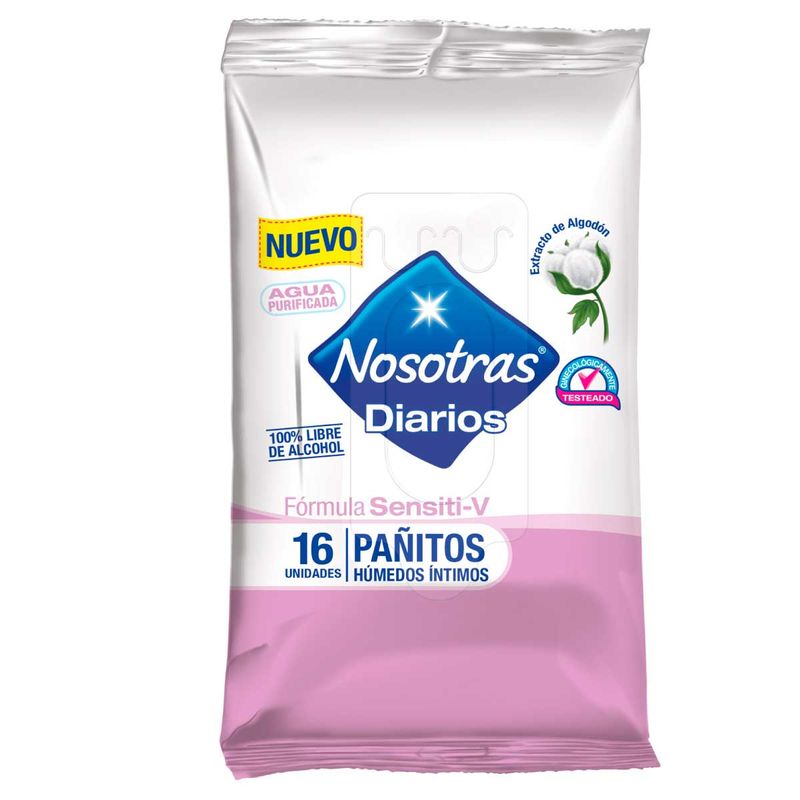 NUEVO
AGUA
PURIFICADA
Extracto de Algodón
Nosotras®
Diarios
GINECOLÓGICAMENTE
TESTEADO
100% LIBRE
DE ALCOHOL
Fórmula Sensiti-V
16
UNIDADES
PAÑITOS
HÚMEDOS ÍNTIMOS